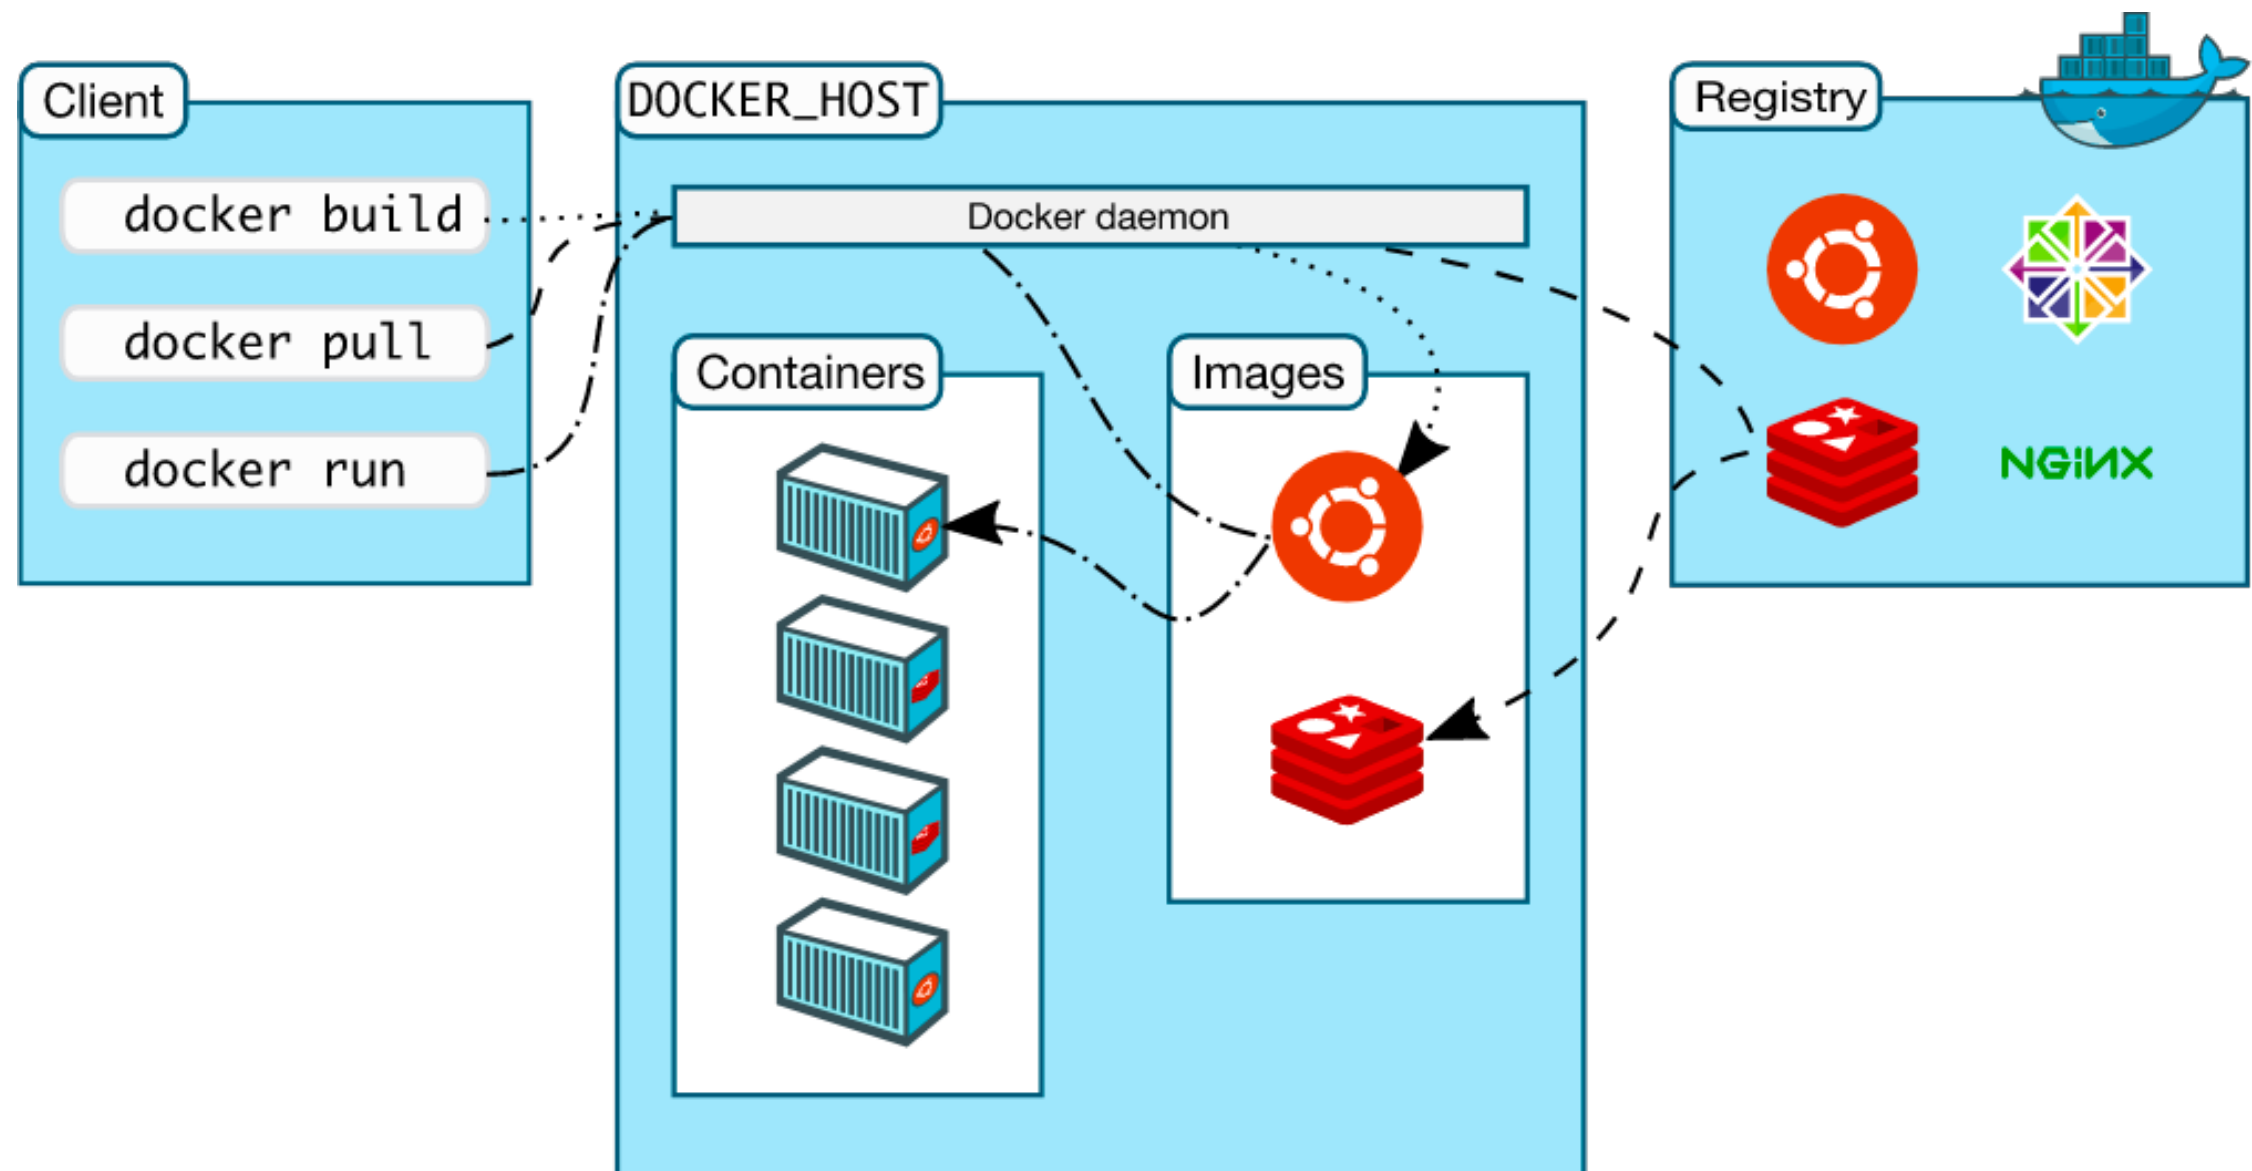 Client
docker build
docker pull
docker run
DOCKER_HOST
Docker daemon
Containers
Images
Registry
NGiNX